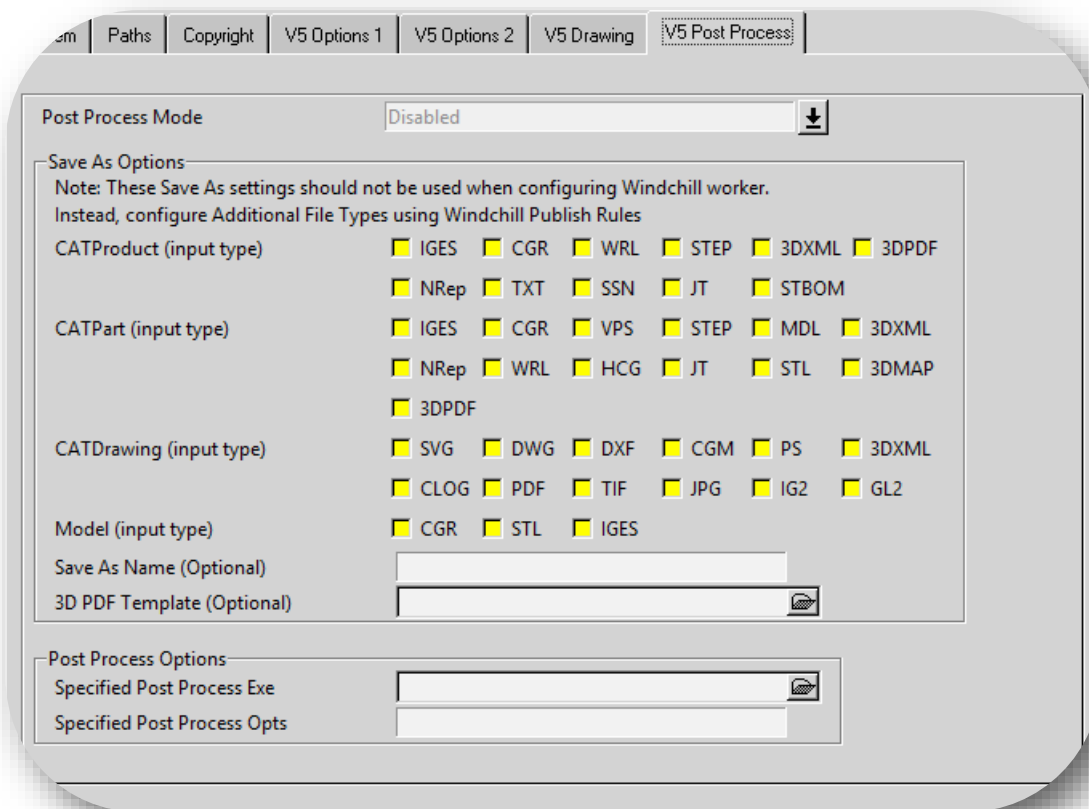 Paths Copyright V5 Options 1 V5 Options 2 V5 Drawing V5 Post Process
Post Process Mode Disabled
Save As Options
Note: These Save As settings should not be used when configuring Windchill worker.
Instead, configure Additional File Types using Windchill Publish Rules
CATProduct (input type) IGES CGR WRL STEP 3DXML 3DPDF
NRep TXT SSN JT STBOM
CATPart (input type) IGES CGR VPS STEP MDL 3DXML
NRep WRL HCG JT STL 3DMAP
3DPDF
CATDrawing (input type) SVG DWG DXF CGM PS 3DXML
CLOG PDF TIF JPG IG2 GL2
Model (input type) CGR STL IGES
Save As Name (Optional)
3D PDF Template (Optional)
Post Process Options
Specified Post Process Exe
Specified Post Process Opts